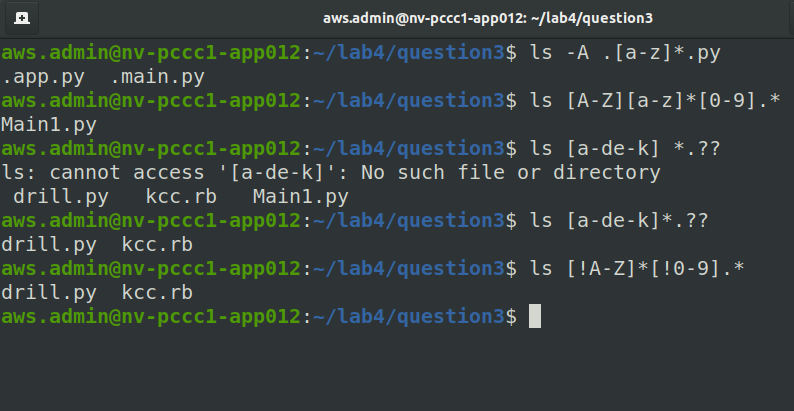 aws.admin@nv-pccc1-app012: ~/lab4/question3
aws.admin@nv-pccc1-app012:~/lab4/question3$ ls -A .[a-z]*.py
.app.py  .main.py
aws.admin@nv-pccc1-app012:~/lab4/question3$ ls [A-Z][a-z]*[0-9].*
Main1.py
aws.admin@nv-pccc1-app012:~/lab4/question3$ ls [a-de-k] *.??
ls: cannot access '[a-de-k]': No such file or directory
 drill.py   kcc.rb   Main1.py
aws.admin@nv-pccc1-app012:~/lab4/question3$ ls [a-de-k]*.??
drill.py  kcc.rb
aws.admin@nv-pccc1-app012:~/lab4/question3$ ls [!A-Z]*[!0-9].*
drill.py  kcc.rb
aws.admin@nv-pccc1-app012:~/lab4/question3$